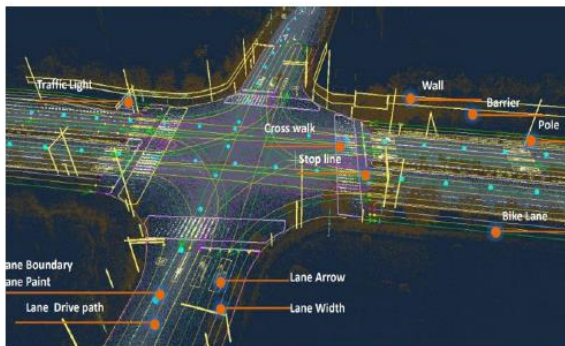 Traffic Light
Wall
Barrier
Pole
Cross walk
Stop line
Bike Lane
ane Boundary
ane Paint
Lane Drive path
Lane Arrow
Lane Width